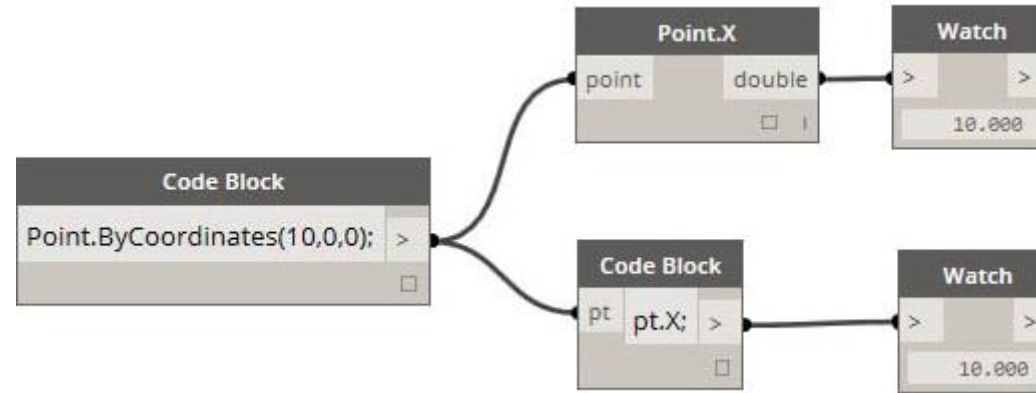 Point.X
point double
I
Watch
> >
10.000
Code Block
Point.ByCoordinates(10,0,0); >
Code Block
pt pt.X; >
Watch
> >
10.000